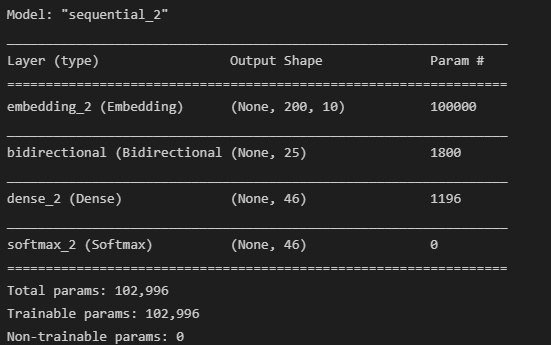 Model: "sequential_2"
_________________________________________________________________
Layer (type)                 Output Shape              Param #
=================================================================
embedding_2 (Embedding)      (None, 200, 10)           100000
_________________________________________________________________
bidirectional (Bidirectional (None, 25)                1800
_________________________________________________________________
dense_2 (Dense)              (None, 46)                1196
_________________________________________________________________
softmax_2 (Softmax)          (None, 46)                0
=================================================================
Total params: 102,996
Trainable params: 102,996
Non-trainable params: 0